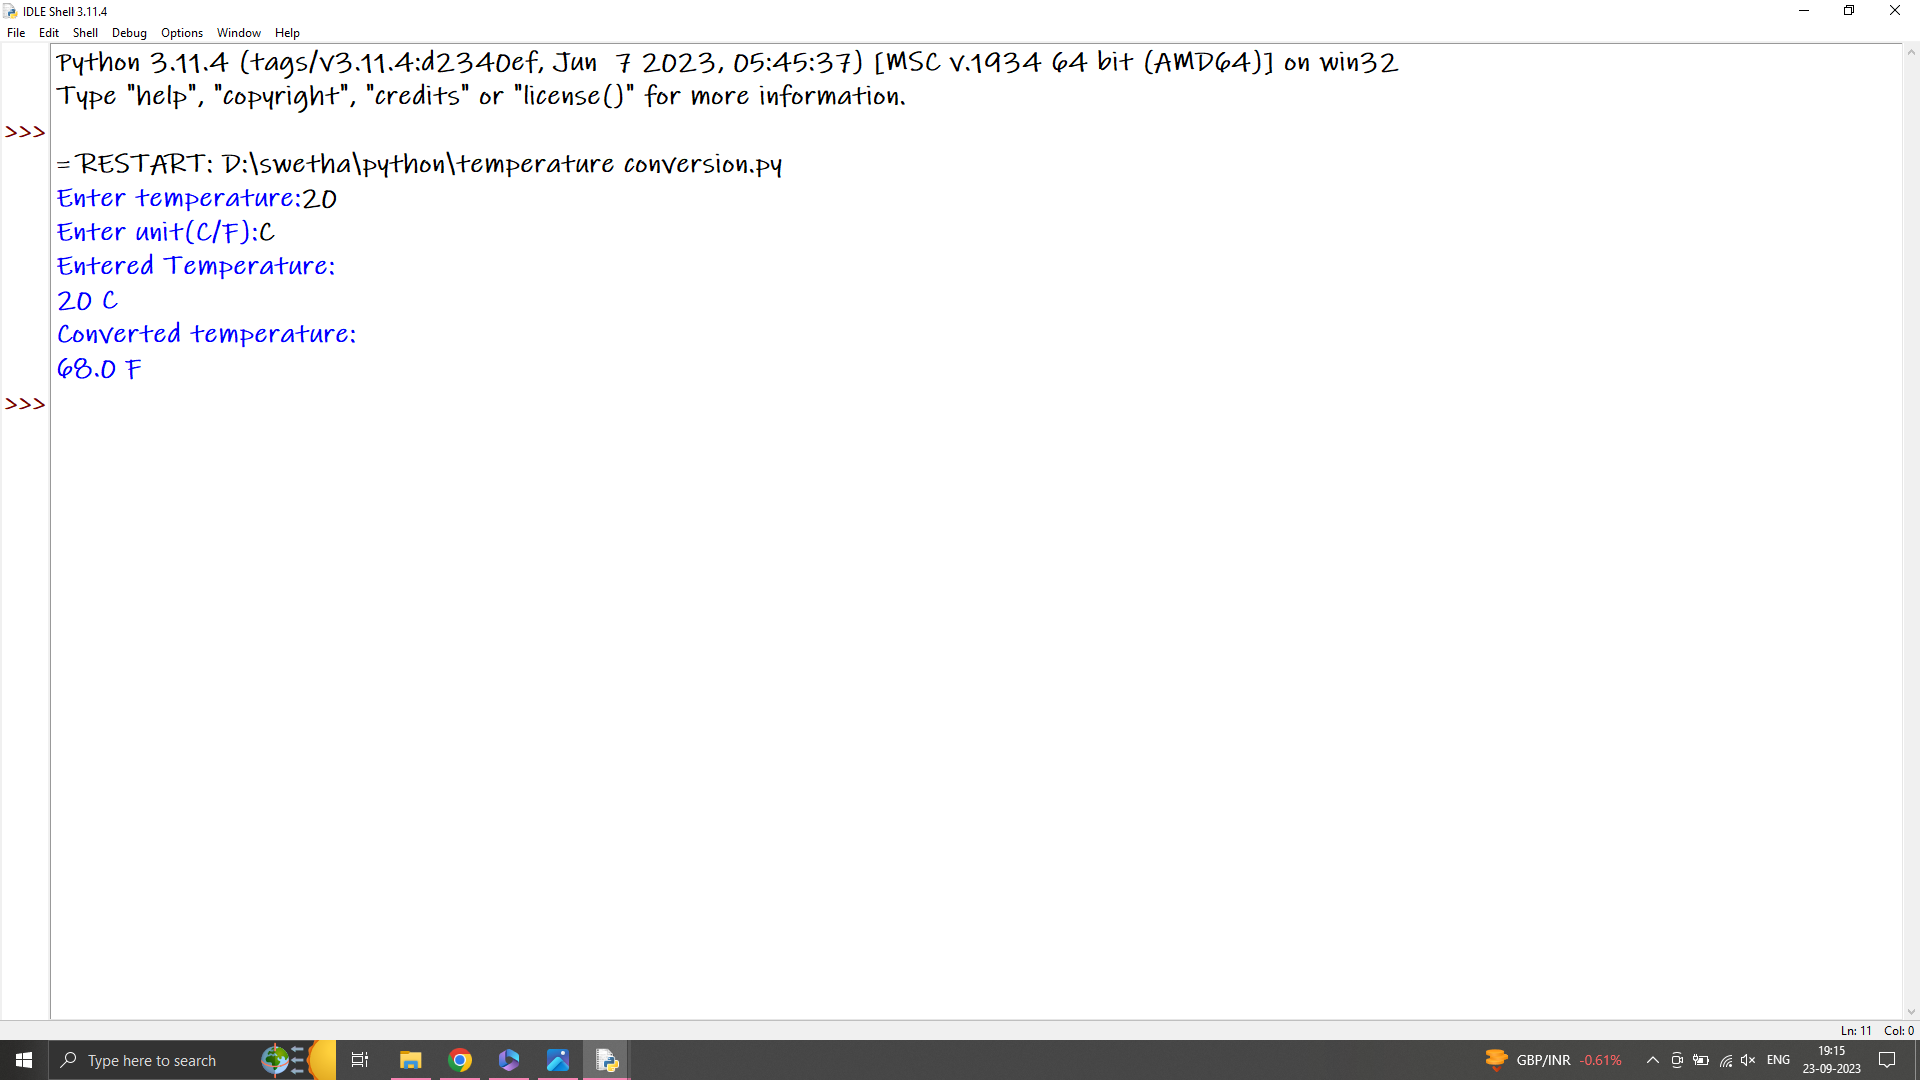 IDLE Shell 3.11.4
File Edit Shell Debug Options Window Help
Python 3.11.4 (tags/v3.11.4:d2340ef, Jun  7 2023, 05:45:37) [MSC v.1934 64 bit (AMD64)] on win32
Type "help", "copyright", "credits" or "license()" for more information.
>>>
= RESTART: D:\swetha\python\temperature conversion.py
Enter temperature:20
Enter unit(C/F):C
Entered Temperature:
20 C
Converted temperature:
68.0 F
>>>
Ln: 11 Col: 0
Type here to search GBP/INR -0.61% ENG 19:15
23-09-2023